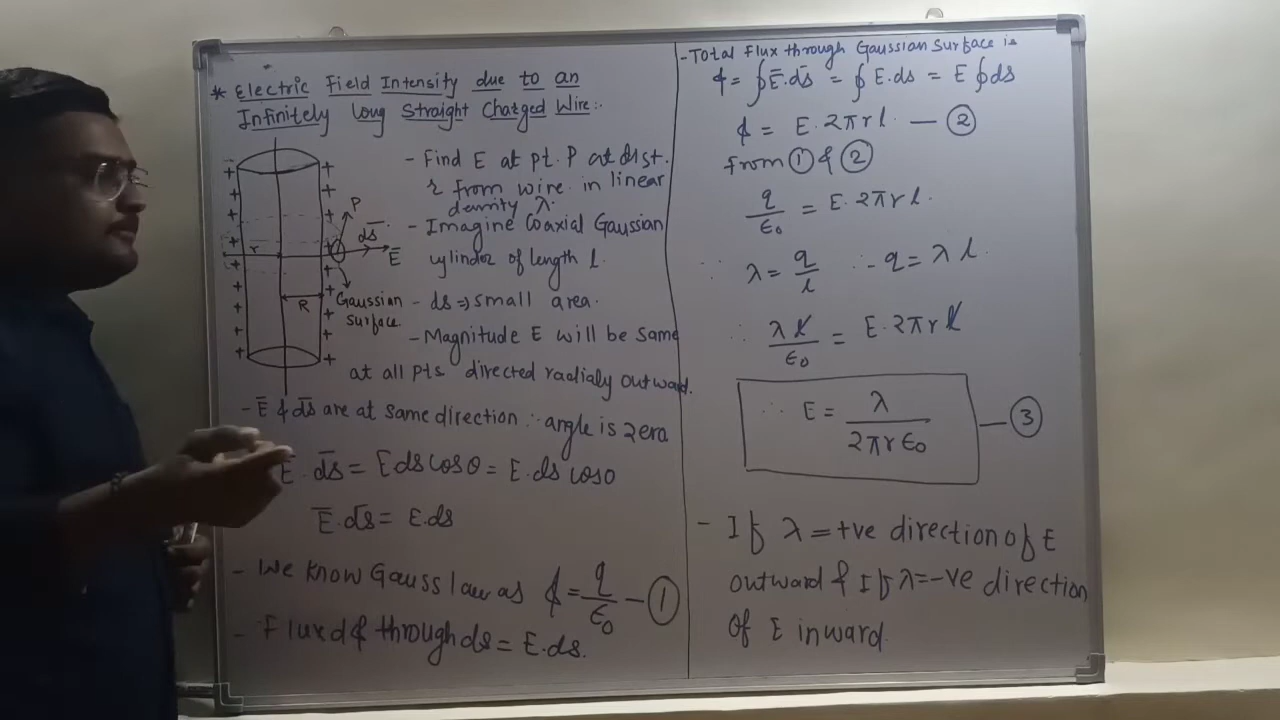 * Electric Field Intensity due to an
Infinitely Long Straight Charged Wire:-
- Find E at pt. P at dist.
r from wire in linear
density λ.
- Imagine Coaxial Gaussian
cylinder of length l.
- ds ⇒ small area.
- Magnitude E will be same
at all pts directed radialy outward.
P
ds̄
Ē
r
R
Gaussian
surface
+ + + + + + + +
+ + + + + + + +
- Ē & ds̄ are at same direction ∴ angle is zero
Ē . ds̄ = E ds cosθ = E. ds cos0
Ē. ds̄ = E.ds
- We know Gauss law as ϕ = q/ε₀ — ①
- Flux dϕ through ds = E.ds.
- Total Flux through Gaussian Surface is
ϕ = ∮Ē.ds̄ = ∮ E.ds = E ∮ds
ϕ = E. 2πrl. — ②
from ① & ②
q/ε₀ = E. 2πrl.
∵ λ = q/l ∴ q = λ l.
∴ λl/ε₀ = E. 2πrl
∴ E = λ/2πrε₀ — ③
- If λ = +ve direction of E
outward & If λ = -ve direction
of E inward.